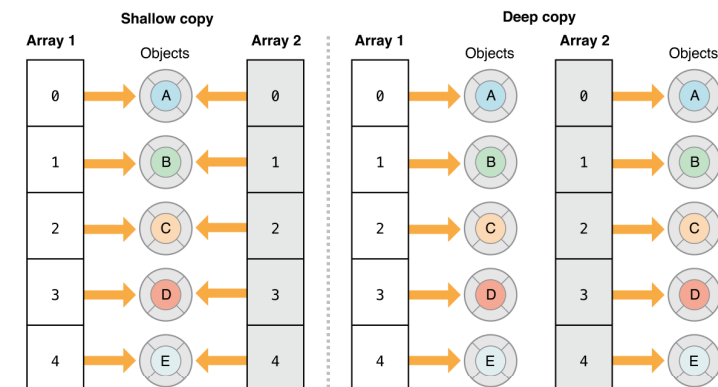 Shallow copy
Deep copy
Array 1 Objects Array 2
Array 1 Objects Array 2 Objects
0 A 0
0 A 0 A
1 B 1
1 B 1 B
2 C 2
2 C 2 C
3 D 3
3 D 3 D
4 E 4
4 E 4 E